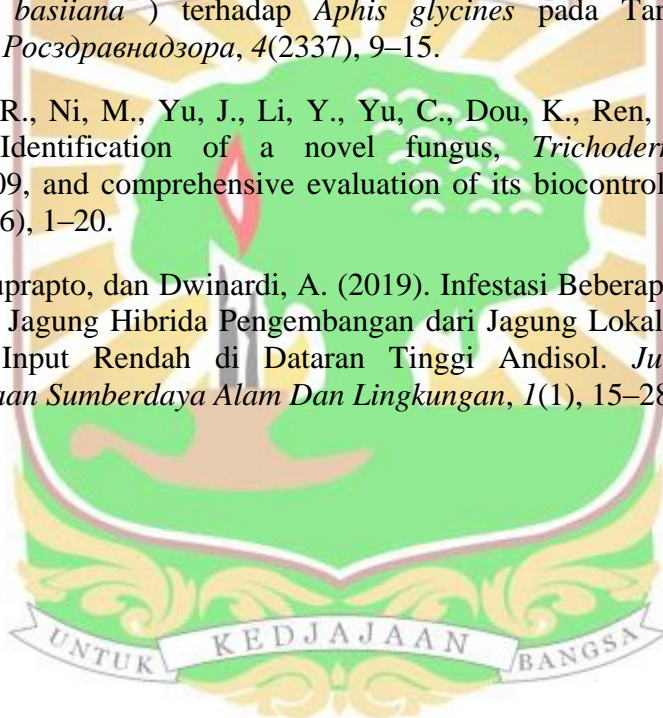 basiiana ) terhadap Aphis glycines pada Tar
Росздравнадзора, 4(2337), 9–15.
R., Ni, M., Yu, J., Li, Y., Yu, C., Dou, K., Ren,
Identification of a novel fungus, Trichoderm
09, and comprehensive evaluation of its biocontrol
6), 1–20.
uprapto, dan Dwinardi, A. (2019). Infestasi Beberap
Jagung Hibrida Pengembangan dari Jagung Lokal
Input Rendah di Dataran Tinggi Andisol. Ju
aan Sumberdaya Alam Dan Lingkungan, 1(1), 15–28
UNTUK KEDJAJAAN BANGSA